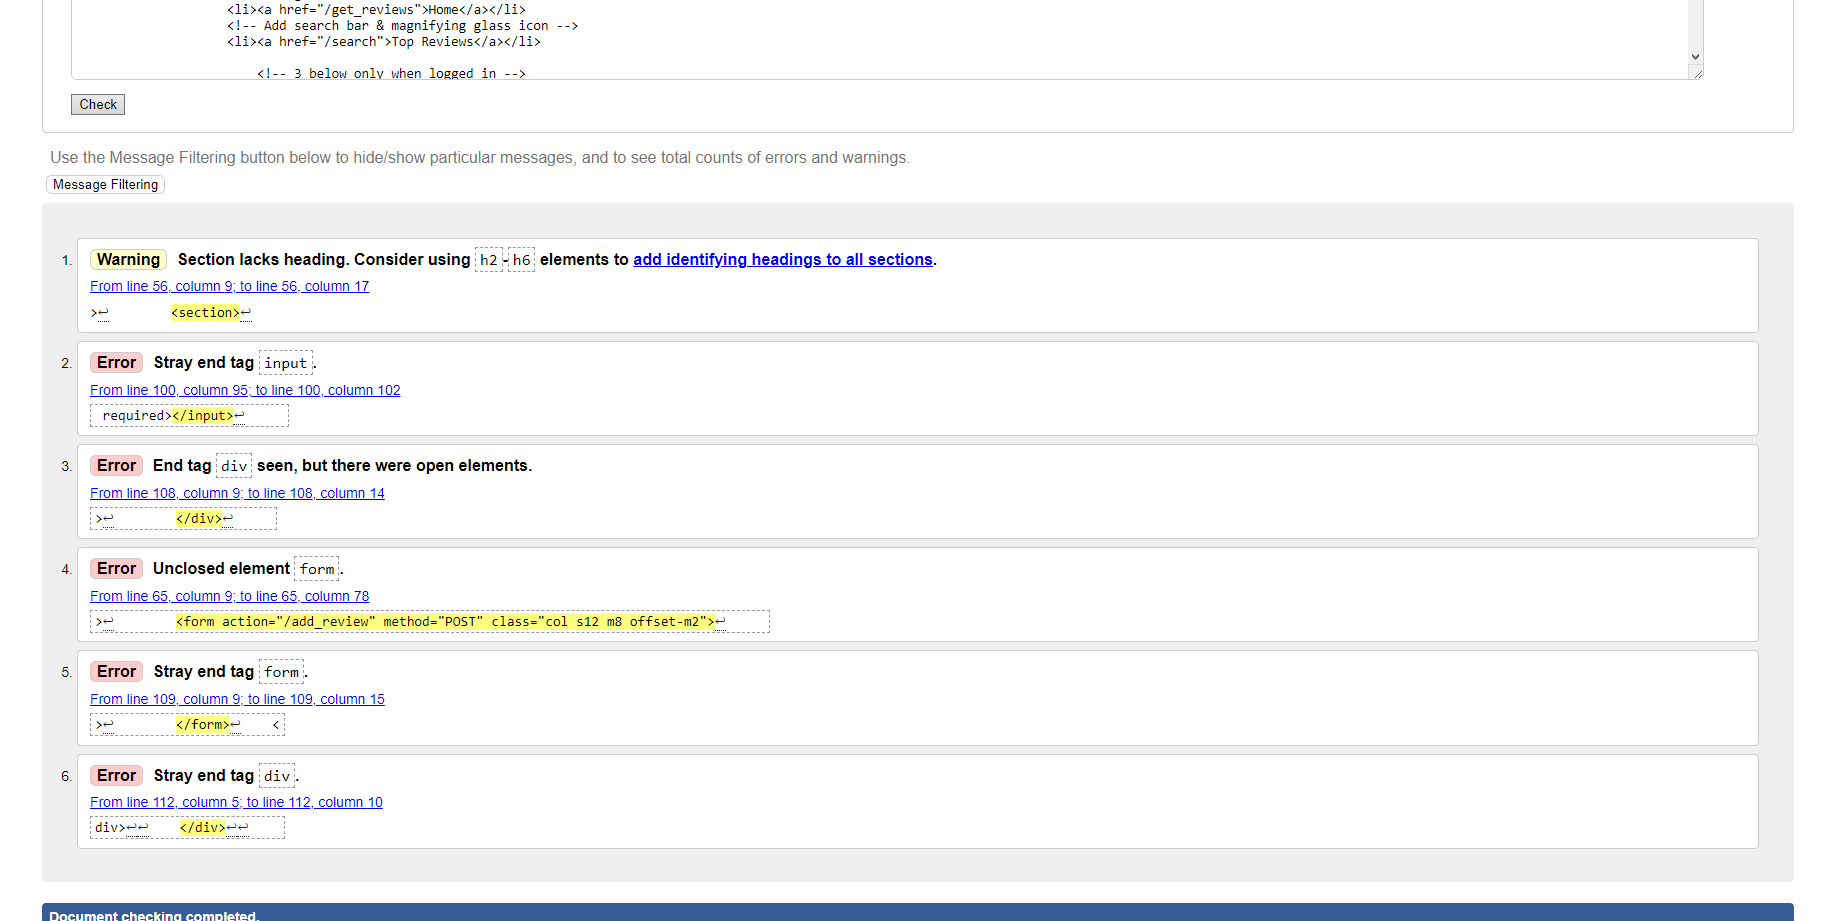 <li><a href="/get_reviews">Home</a></li>
<!-- Add search bar & magnifying glass icon -->
<li><a href="/search">Top Reviews</a></li>
<!-- 3 below only when logged in -->
Check
Use the Message Filtering button below to hide/show particular messages, and to see total counts of errors and warnings.
Message Filtering
1. Warning Section lacks heading. Consider using h2-h6 elements to add identifying headings to all sections.
From line 56, column 9; to line 56, column 17
>↩ <section>↩
2. Error Stray end tag input.
From line 100, column 95; to line 100, column 102
required></input>↩
3. Error End tag div seen, but there were open elements.
From line 108, column 9; to line 108, column 14
>↩ </div>↩
4. Error Unclosed element form.
From line 65, column 9; to line 65, column 78
>↩ <form action="/add_review" method="POST" class="col s12 m8 offset-m2">↩
5. Error Stray end tag form.
From line 109, column 9; to line 109, column 15
>↩ </form>↩ <
6. Error Stray end tag div.
From line 112, column 5; to line 112, column 10
div>↩↩ </div>↩↩
Document checking completed.